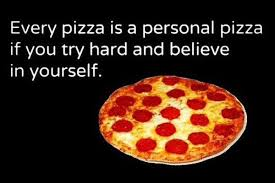 Every pizza is a personal pizza
if you try hard and believe
in yourself.